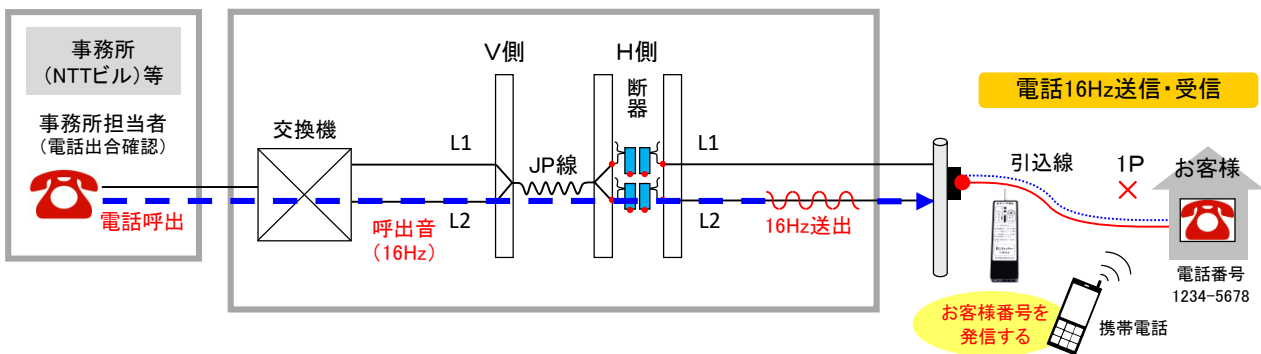 事務所
(NTTビル)等
事務所担当者
(電話出合確認)
電話呼出
交換機
L1
L2
呼出音
(16Hz)
V側
JP線
H側
断
器
L1
L2
16Hz送出
電話16Hz送信・受信
引込線
1P
×
お客様
電話番号
1234-5678
お客様番号を
発信する
携帯電話